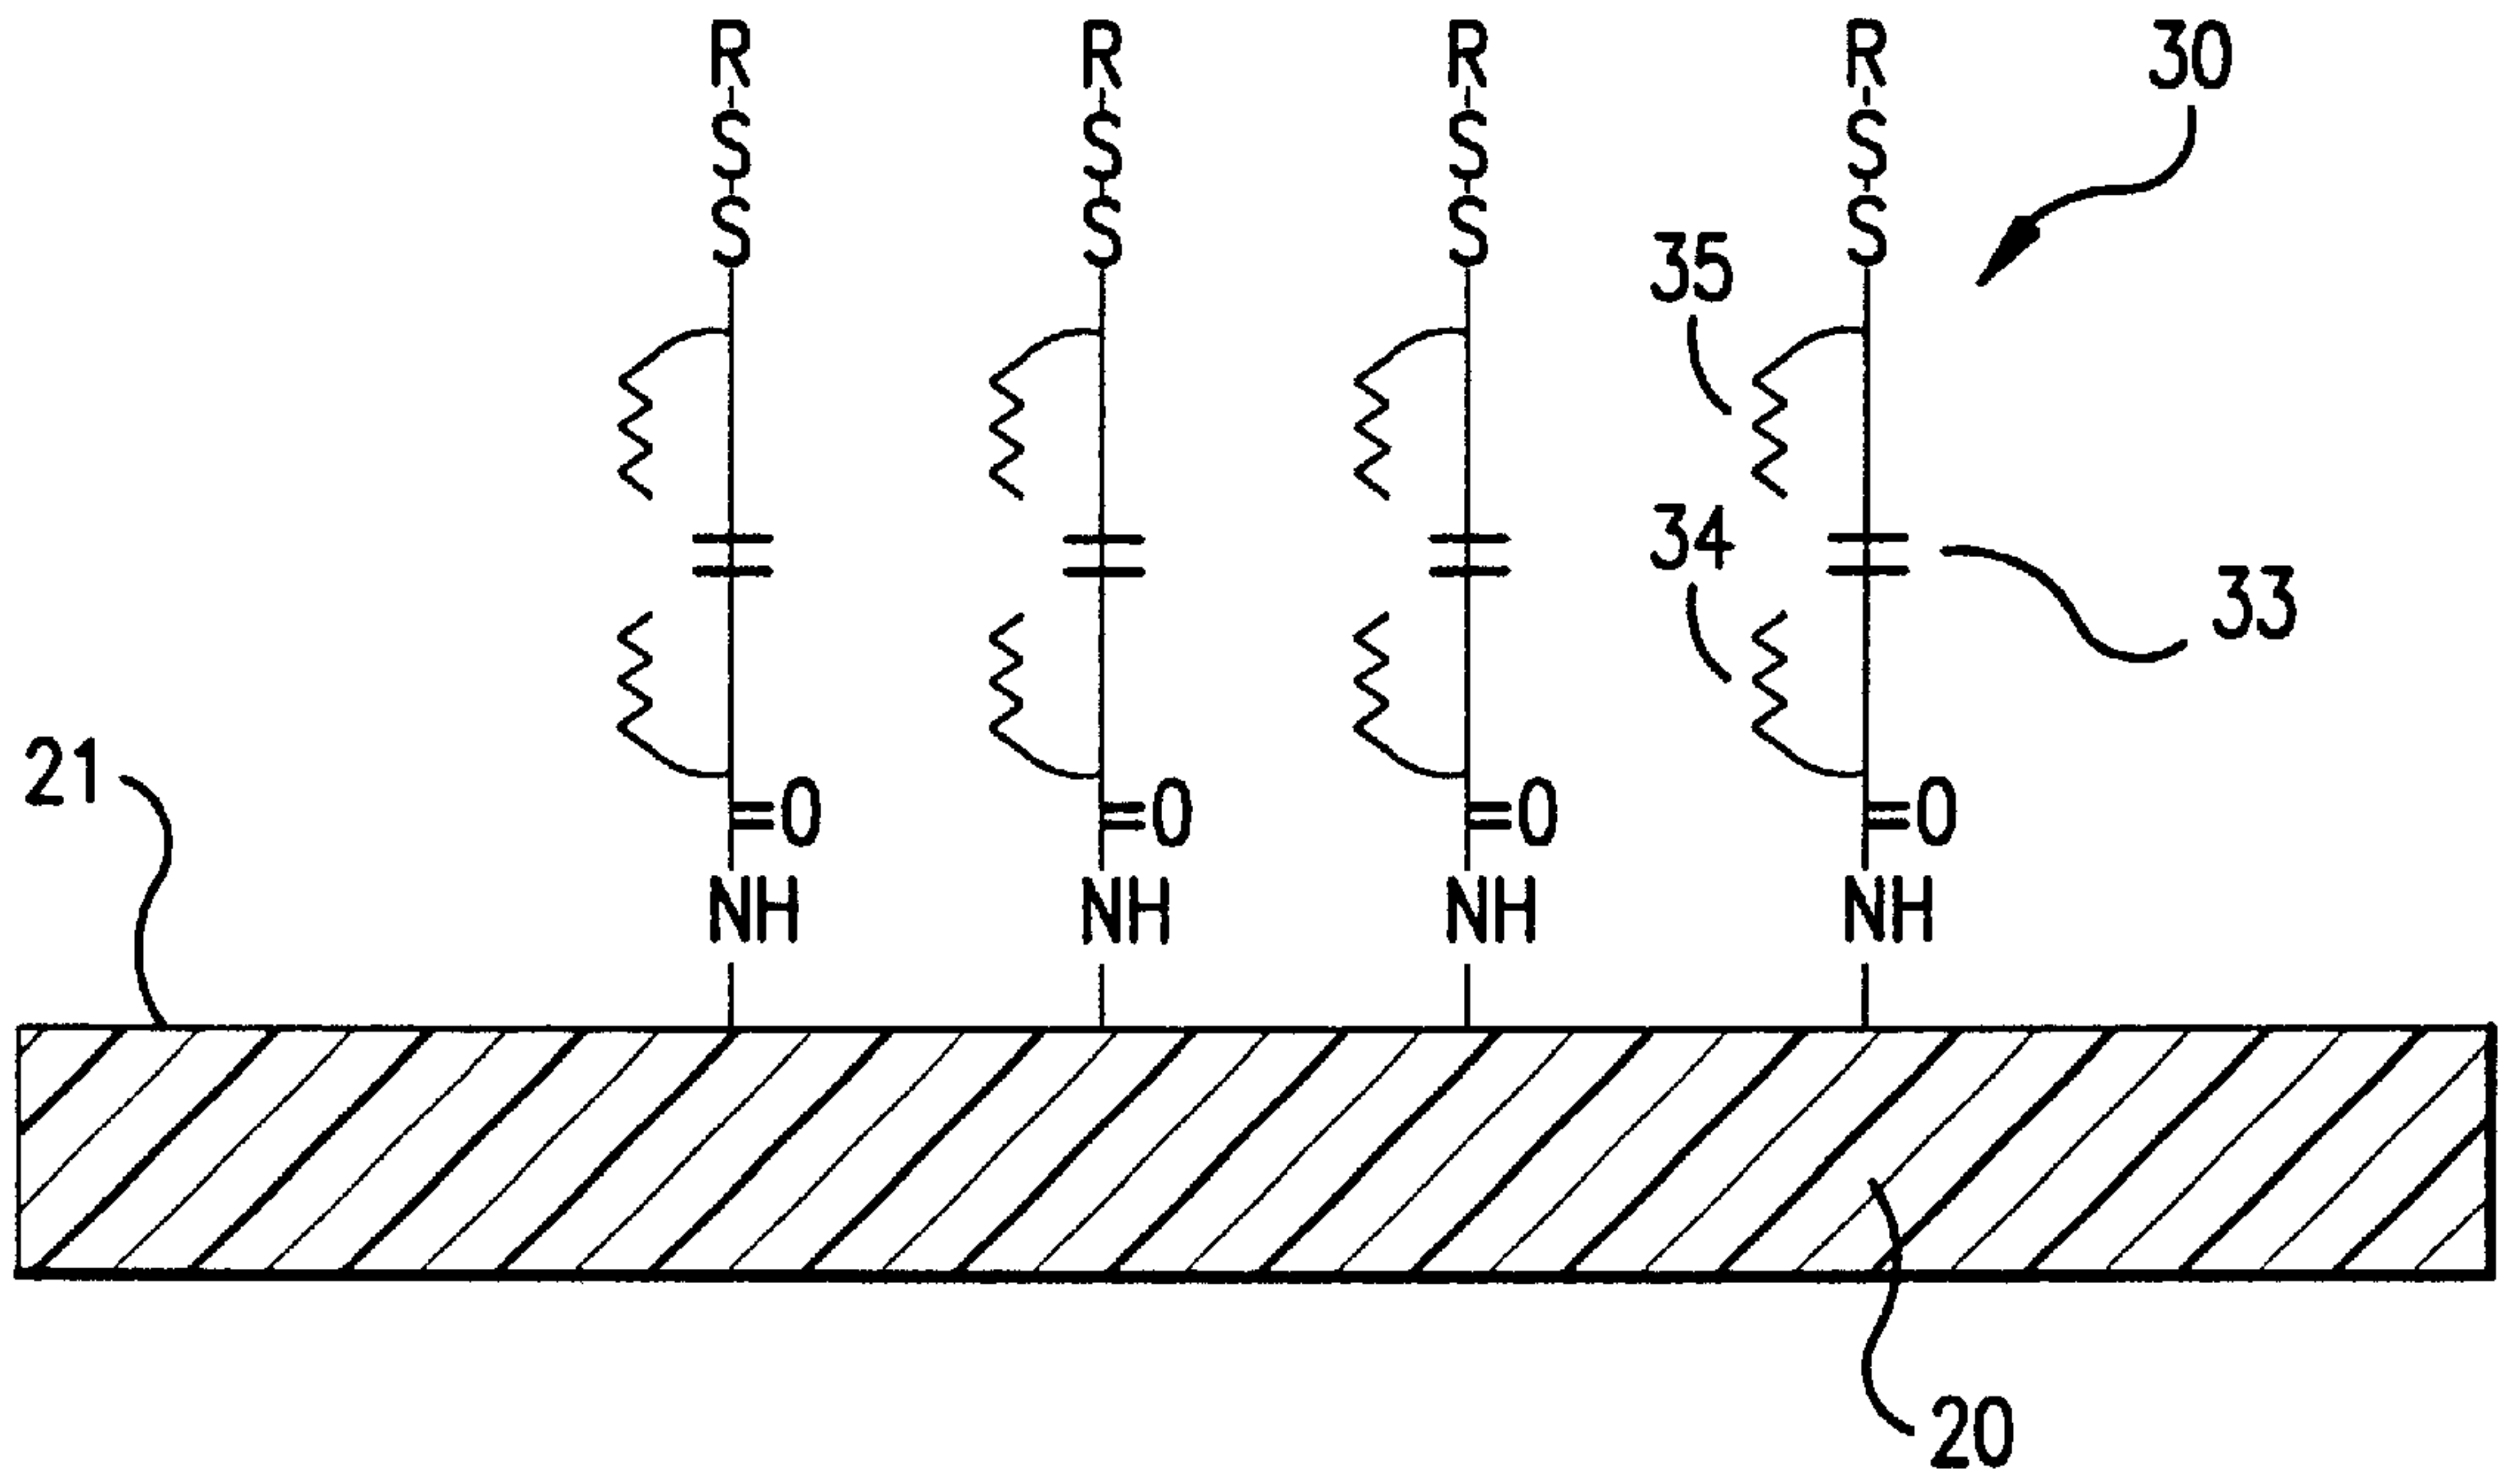 R R R R 30
S S S S
S S S S
35
34
33
21
=O =O =O =O
NH NH NH NH
20